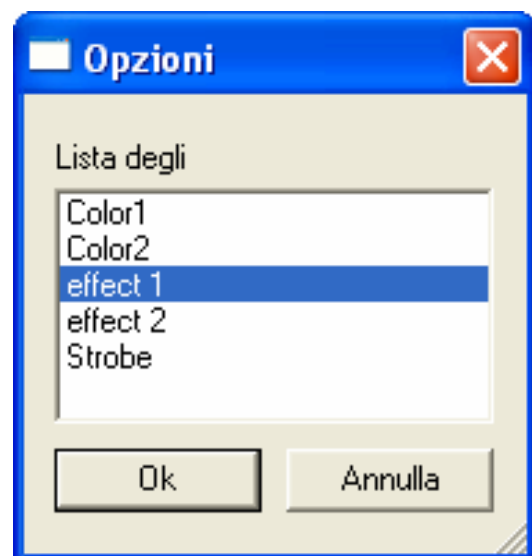 Opzioni
Lista degli
Color1
Color2
effect 1
effect 2
Strobe
Ok Annulla